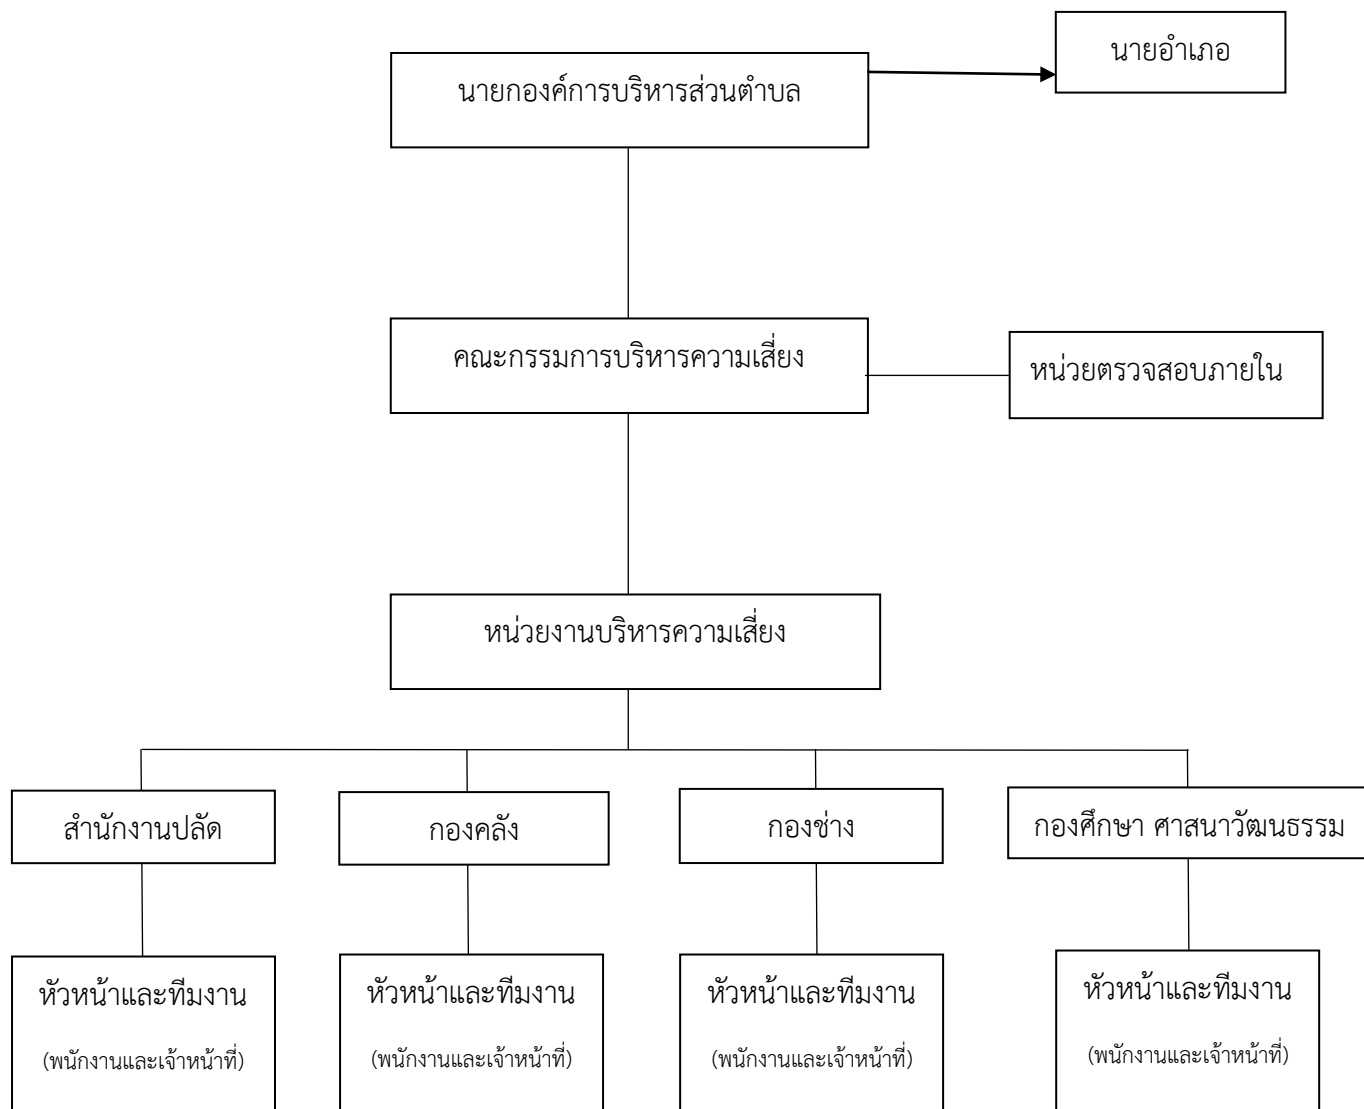 นายอำเภอ
นายกองค์การบริหารส่วนตำบล
คณะกรรมการบริหารความเสี่ยง
หน่วยตรวจสอบภายใน
หน่วยงานบริหารความเสี่ยง
สำนักงานปลัด
กองคลัง
กองช่าง
กองศึกษา ศาสนาวัฒนธรรม
หัวหน้าและทีมงาน
(พนักงานและเจ้าหน้าที่)
หัวหน้าและทีมงาน
(พนักงานและเจ้าหน้าที่)
หัวหน้าและทีมงาน
(พนักงานและเจ้าหน้าที่)
หัวหน้าและทีมงาน
(พนักงานและเจ้าหน้าที่)